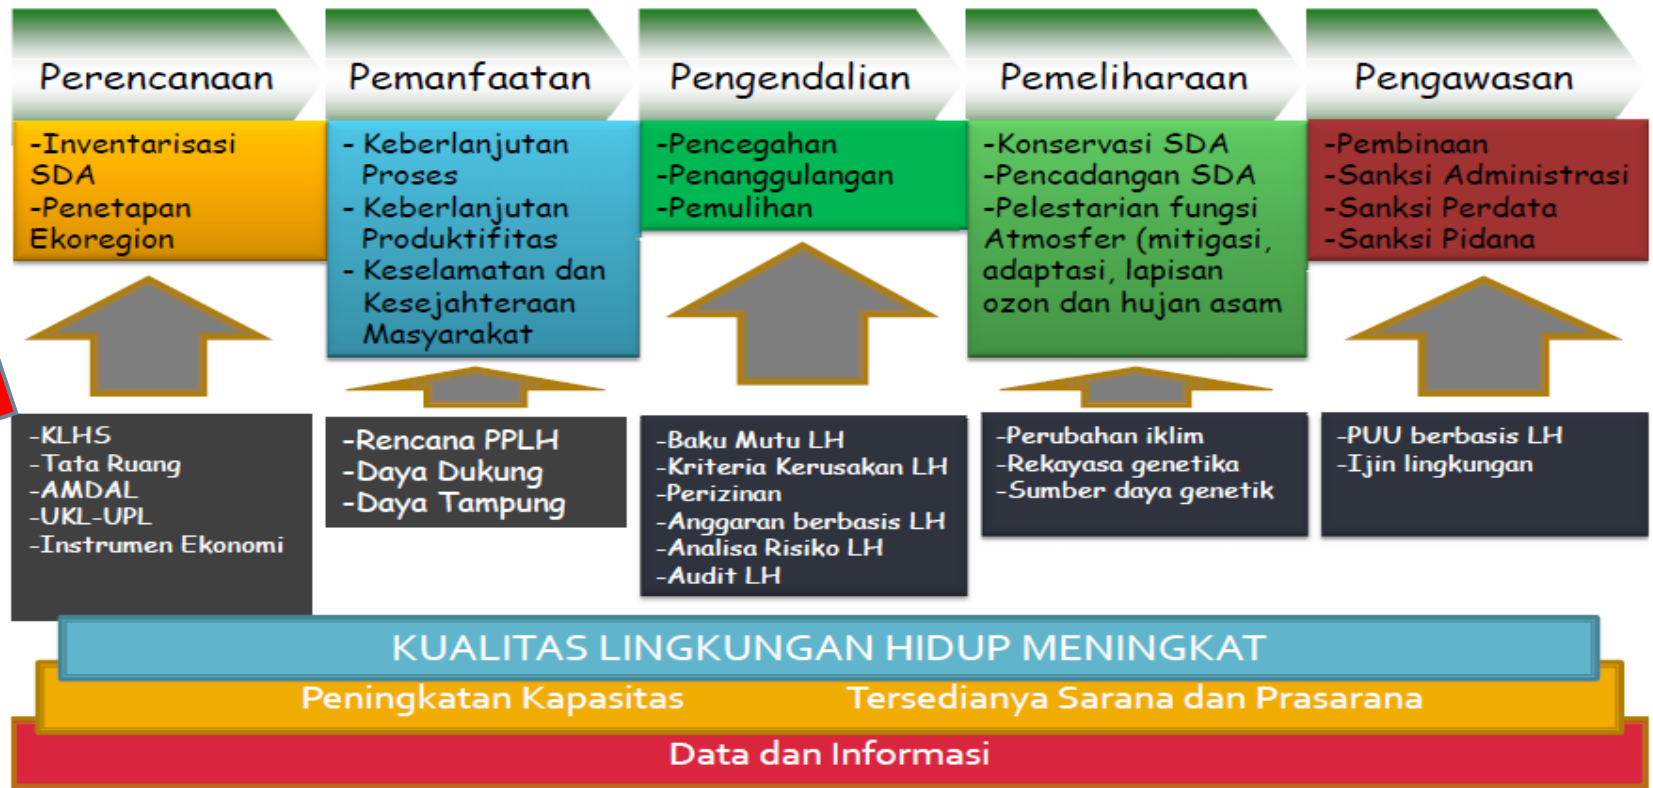 Perencanaan
Pemanfaatan
Pengendalian
Pemeliharaan
Pengawasan
-Inventarisasi
SDA
-Penetapan
Ekoregion
- Keberlanjutan
Proses
- Keberlanjutan
Produktifitas
- Keselamatan dan
Kesejahteraan
Masyarakat
-Pencegahan
-Penanggulangan
-Pemulihan
-Konservasi SDA
-Pencadangan SDA
-Pelestarian fungsi
Atmosfer (mitigasi,
adaptasi, lapisan
ozon dan hujan asam
-Pembinaan
-Sanksi Administrasi
-Sanksi Perdata
-Sanksi Pidana
-KLHS
-Tata Ruang
-AMDAL
-UKL-UPL
-Instrumen Ekonomi
-Rencana PPLH
-Daya Dukung
-Daya Tampung
-Baku Mutu LH
-Kriteria Kerusakan LH
-Perizinan
-Anggaran berbasis LH
-Analisa Risiko LH
-Audit LH
-Perubahan iklim
-Rekayasa genetika
-Sumber daya genetik
-PUU berbasis LH
-Ijin lingkungan
KUALITAS LINGKUNGAN HIDUP MENINGKAT
Peningkatan Kapasitas Tersedianya Sarana dan Prasarana
Data dan Informasi